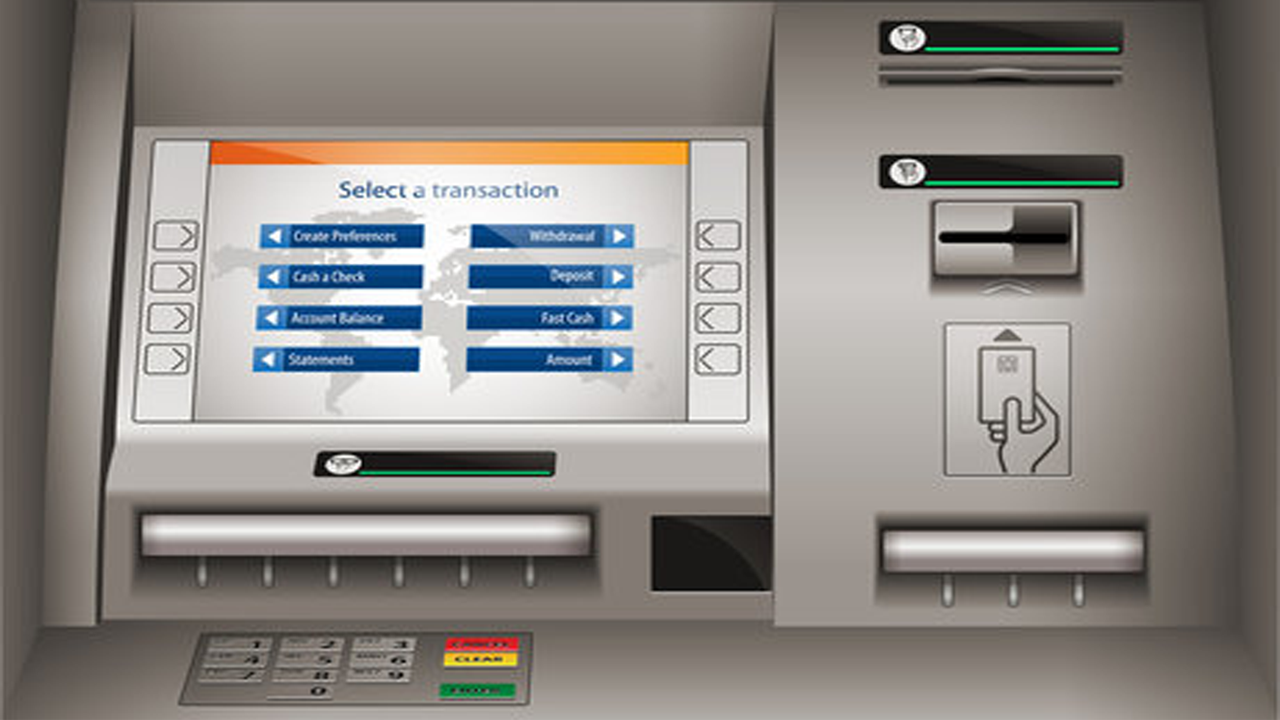 Select a transaction
Create Preferences
Withdrawal
Cash a Check
Deposit
Account Balance
Fast Cash
Statements
Amount
1 2 3
4 5 6 CLEAR
7 8 9
0